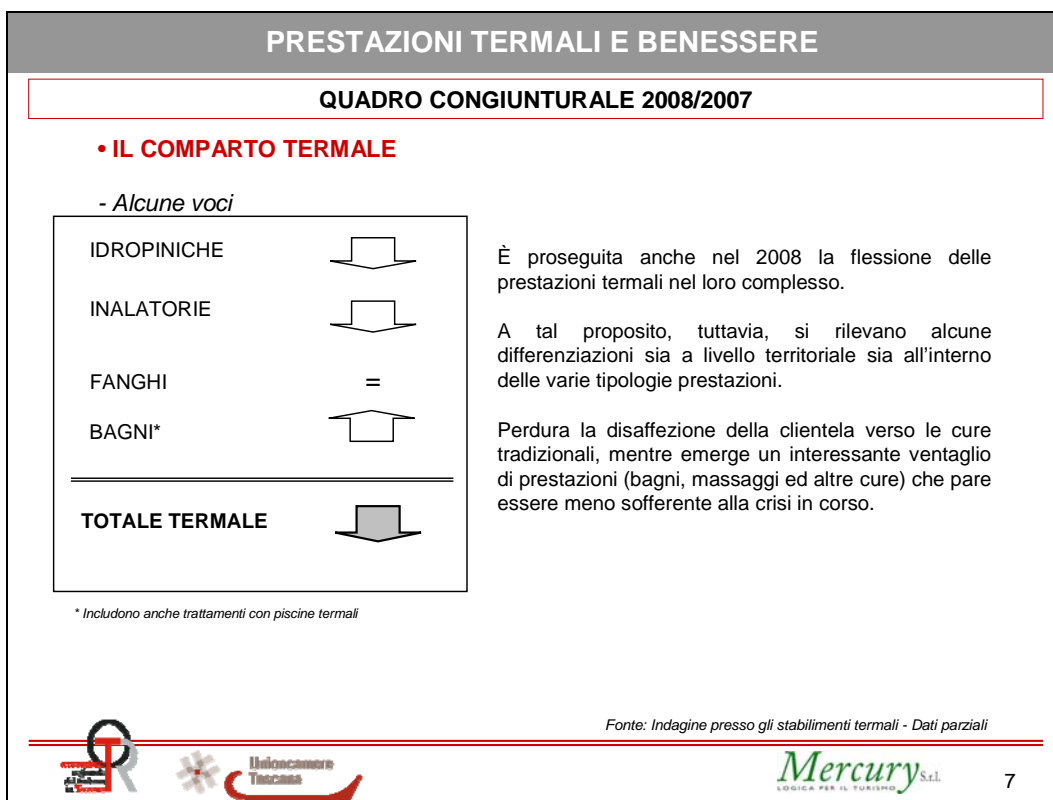 PRESTAZIONI TERMALI E BENESSERE
QUADRO CONGIUNTURALE 2008/2007
• IL COMPARTO TERMALE
- Alcune voci
IDROPINICHE
INALATORIE
FANGHI =
BAGNI*
TOTALE TERMALE
* Includono anche trattamenti con piscine termali
È proseguita anche nel 2008 la flessione delle
prestazioni termali nel loro complesso.
A tal proposito, tuttavia, si rilevano alcune
differenziazioni sia a livello territoriale sia all’interno
delle varie tipologie prestazioni.
Perdura la disaffezione della clientela verso le cure
tradizionali, mentre emerge un interessante ventaglio
di prestazioni (bagni, massaggi ed altre cure) che pare
essere meno sofferente alla crisi in corso.
Fonte: Indagine presso gli stabilimenti termali - Dati parziali
Unioncamere
Toscana
Mercury S.r.l.
LOGICA PER IL TURISMO
7